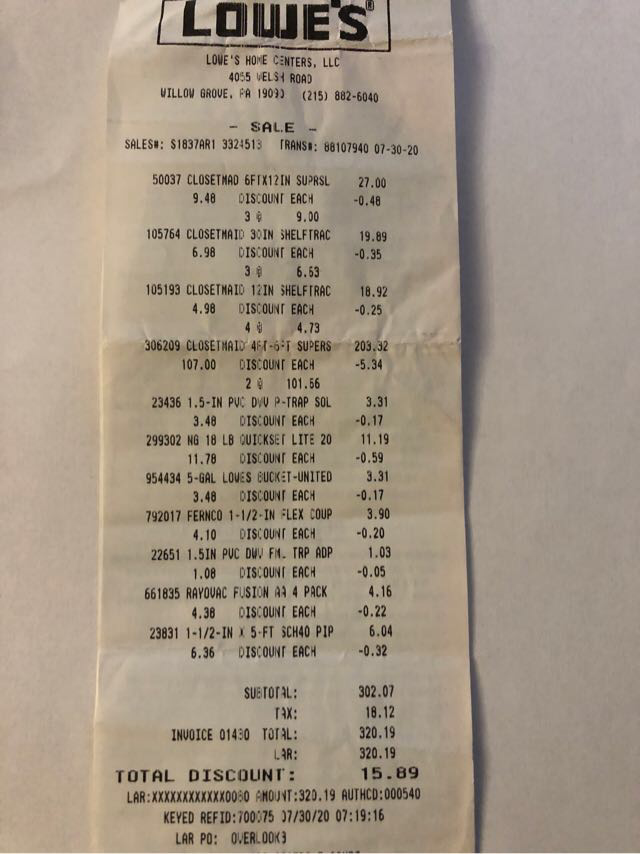 LOWE'S®
LOWE'S HOME CENTERS, LLC
4055 WELSH ROAD
WILLOW GROVE, PA 19090 (215) 882-6040
- SALE -
SALES#: S1837AR1 3324513 TRANS#: 88107940 07-30-20
50037 CLOSETMAD 6FTX12IN SUPRSL 27.00
9.48 DISCOUNT EACH -0.48
3 @ 9.00
105764 CLOSETMAID 30IN SHELFTRAC 19.89
6.98 DISCOUNT EACH -0.35
3 @ 6.63
105193 CLOSETMAID 12IN SHELFTRAC 18.92
4.98 DISCOUNT EACH -0.25
4 @ 4.73
306209 CLOSETMAID 4FT-6FT SUPERS 203.32
107.00 DISCOUNT EACH -5.34
2 @ 101.66
23436 1.5-IN PVC DWV P-TRAP SOL 3.31
3.48 DISCOUNT EACH -0.17
299302 NG 18 LB QUICKSET LITE 20 11.19
11.78 DISCOUNT EACH -0.59
954434 5-GAL LOWES BUCKET-UNITED 3.31
3.48 DISCOUNT EACH -0.17
792017 FERNCO 1-1/2-IN FLEX COUP 3.90
4.10 DISCOUNT EACH -0.20
22651 1.5IN PVC DWV FML TRP ADP 1.03
1.08 DISCOUNT EACH -0.05
661835 RAYOVAC FUSION AA 4 PACK 4.16
4.38 DISCOUNT EACH -0.22
23831 1-1/2-IN X 5-FT SCH40 PIP 6.04
6.36 DISCOUNT EACH -0.32
SUBTOTAL: 302.07
TAX: 18.12
INVOICE 01430 TOTAL: 320.19
LAR: 320.19
TOTAL DISCOUNT: 15.89
LAR:XXXXXXXXXXXX0080 AMOUNT:320.19 AUTHCD:000540
KEYED REFID:700075 07/30/20 07:19:16
LAR PO: OVERLOOK3